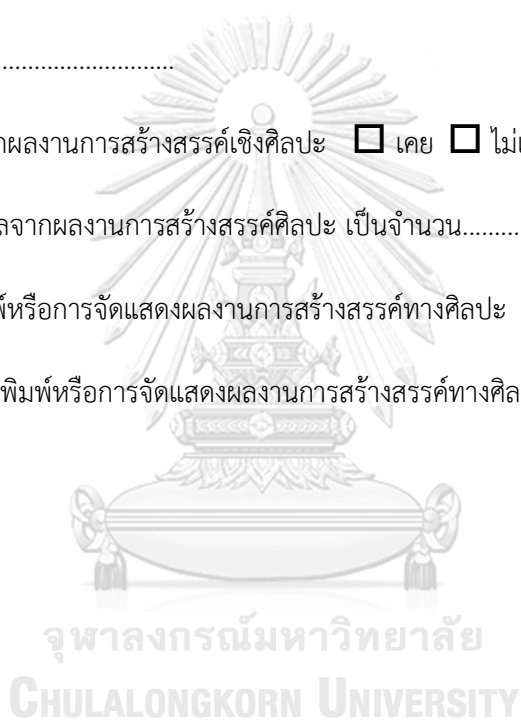 ............................
ผลงานการสร้างสรรค์เชิงศิลปะ ☐ เคย ☐ ไม่
จากผลงานการสร้างสรรค์ศิลปะ เป็นจำนวน.........
หรือการจัดแสดงผลงานการสร้างสรรค์ทางศิลปะ
พิมพ์หรือการจัดแสดงผลงานการสร้างสรรค์ทางศิล
จุฬาลงกรณ์มหาวิทยาลัย
CHULALONGKORN UNIVERSITY